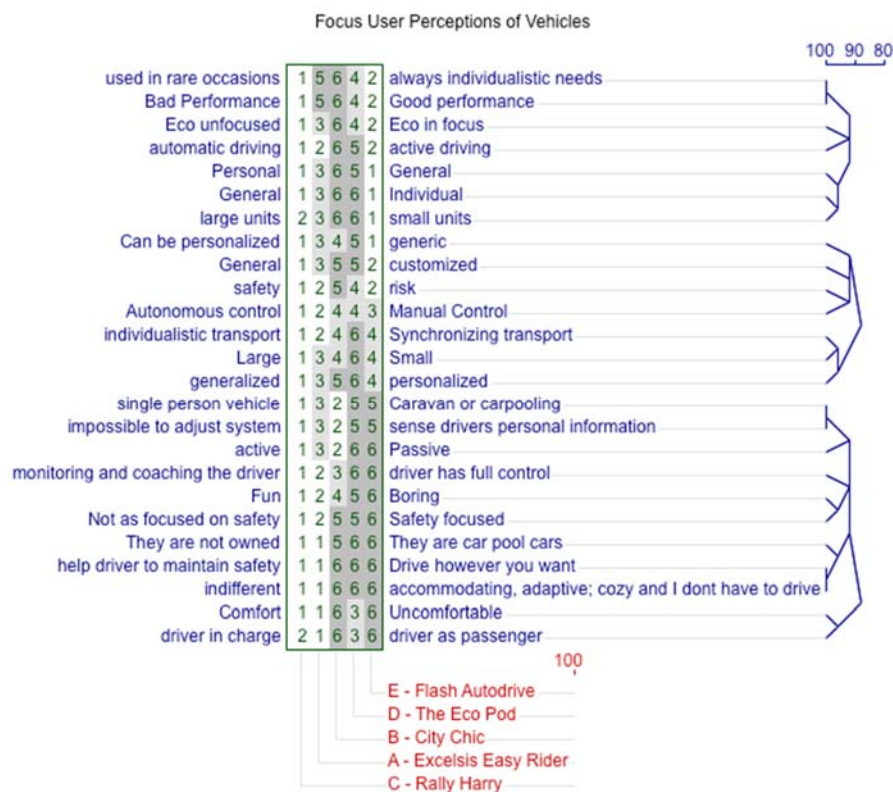 Focus User Perceptions of Vehicles
100 90 80
used in rare occasions 1 5 6 4 2 always individualistic needs
Bad Performance 1 5 6 4 2 Good performance
Eco unfocused 1 3 6 4 2 Eco in focus
automatic driving 1 2 6 5 2 active driving
Personal 1 3 6 5 1 General
General 1 3 6 6 1 Individual
large units 2 3 6 6 1 small units
Can be personalized 1 3 4 5 1 generic
General 1 3 5 5 2 customized
safety 1 2 5 4 2 risk
Autonomous control 1 2 4 4 3 Manual Control
individualistic transport 1 2 4 6 4 Synchronizing transport
Large 1 3 4 6 4 Small
generalized 1 3 5 6 4 personalized
single person vehicle 1 3 2 5 5 Caravan or carpooling
impossible to adjust system 1 3 2 5 5 sense drivers personal information
active 1 3 2 6 6 Passive
monitoring and coaching the driver 1 2 3 6 6 driver has full control
Fun 1 2 4 5 6 Boring
Not as focused on safety 1 2 5 5 6 Safety focused
They are not owned 1 1 5 6 6 They are car pool cars
help driver to maintain safety 1 1 6 6 6 Drive however you want
indifferent 1 1 6 6 6 accommodating, adaptive; cozy and I dont have to drive
Comfort 1 1 6 3 6 Uncomfortable
driver in charge 2 1 6 3 6 driver as passenger
100
E - Flash Autodrive
D - The Eco Pod
B - City Chic
A - Excelsis Easy Rider
C - Rally Harry